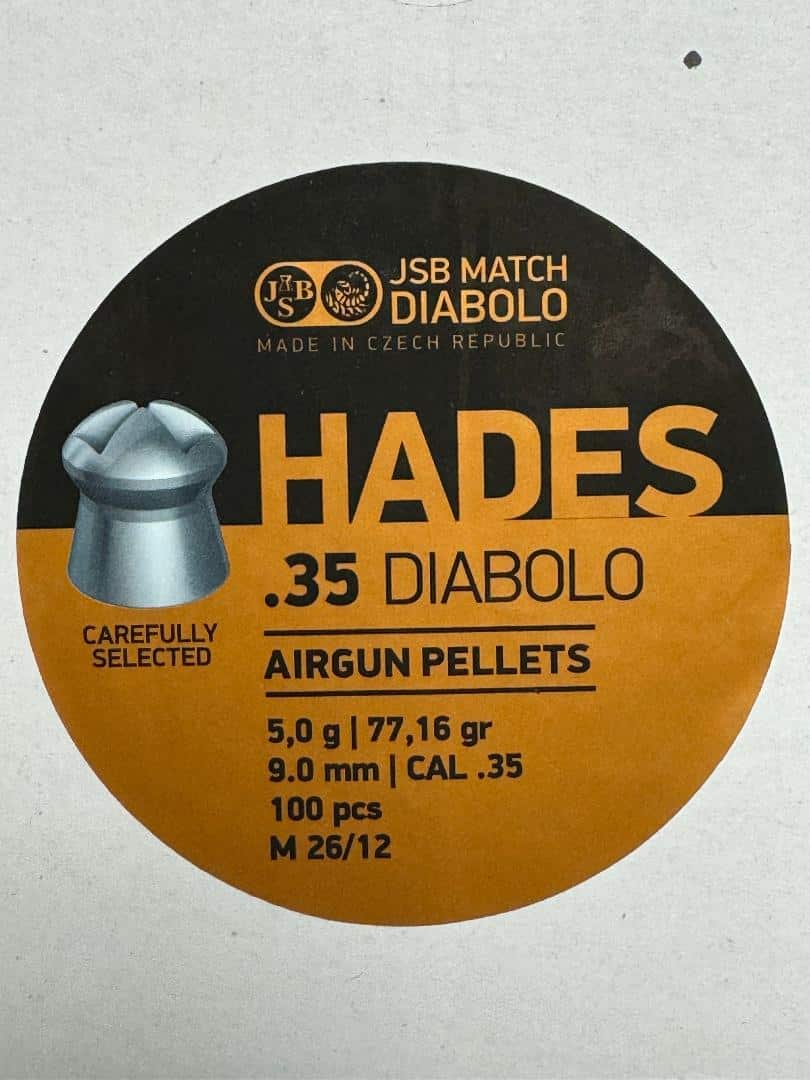 JSB
JSB MATCH
DIABOLO
MADE IN CZECH REPUBLIC
HADES
.35 DIABOLO
CAREFULLY
SELECTED
AIRGUN PELLETS
5,0 g | 77,16 gr
9.0 mm | CAL .35
100 pcs
M 26/12